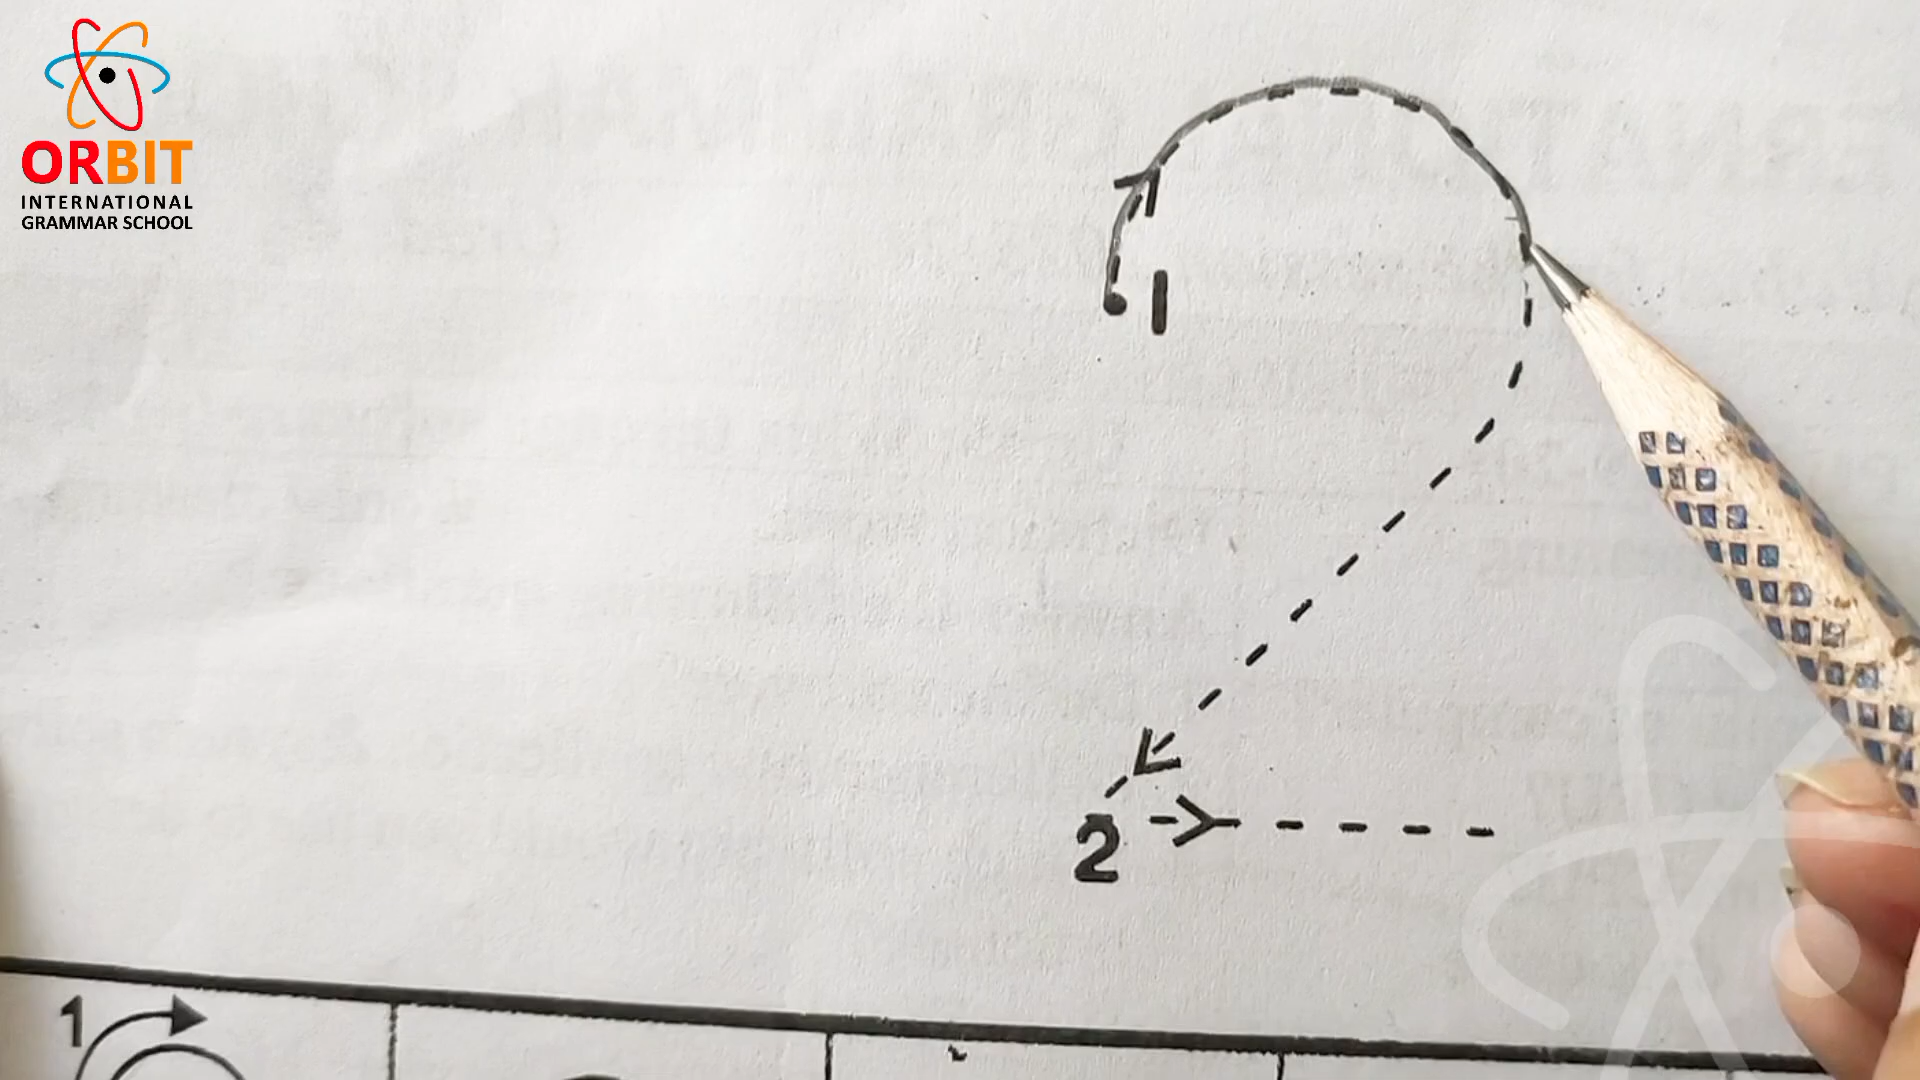 ORBIT
INTERNATIONAL
GRAMMAR SCHOOL
1
2
1